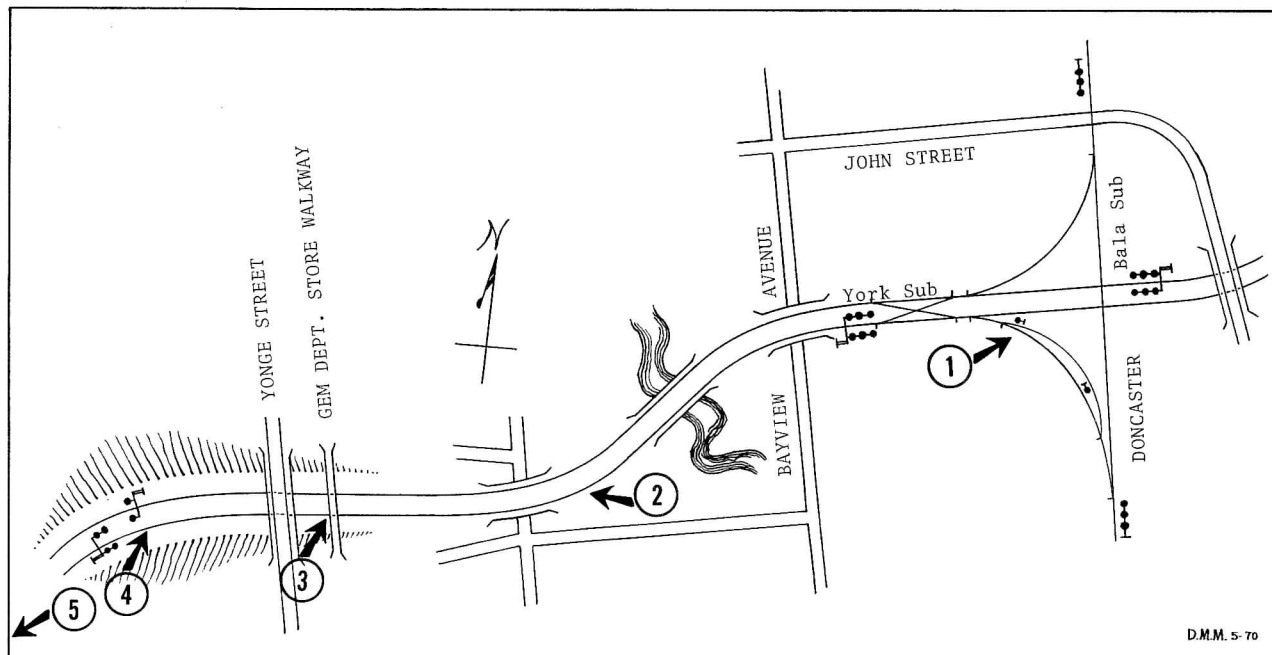 JOHN STREET
YONGE STREET
GEM DEPT. STORE WALKWAY
AVENUE
BAYVIEW
York Sub
Bala Sub
DONCASTER
N
1
2
3
4
5
D.M.M. 5-70